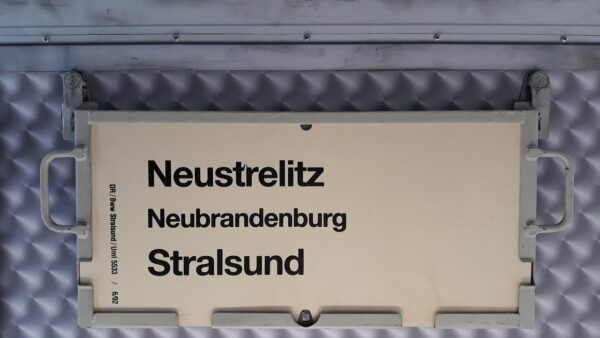 Neustrelitz
Neubrandenburg
Stralsund
DR / Bww Stralsund / Uml 5533 / 6/92